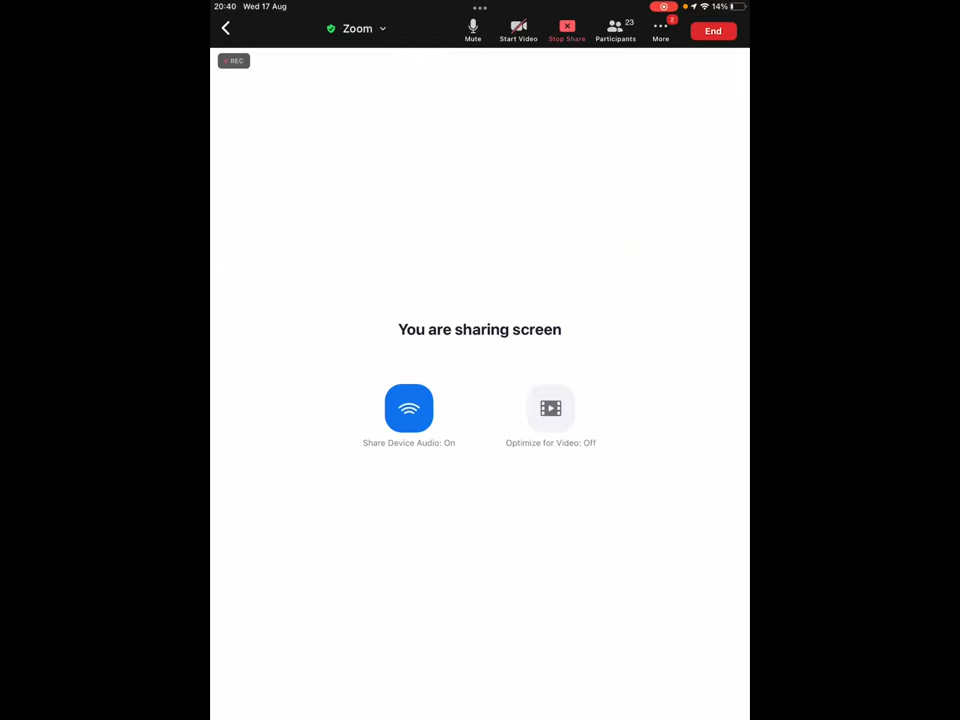 20:40 Wed 17 Aug 14%
Zoom
Mute
Start Video
Stop Share
Participants 23
More 2
End
REC
You are sharing screen
Share Device Audio: On
Optimize for Video: Off